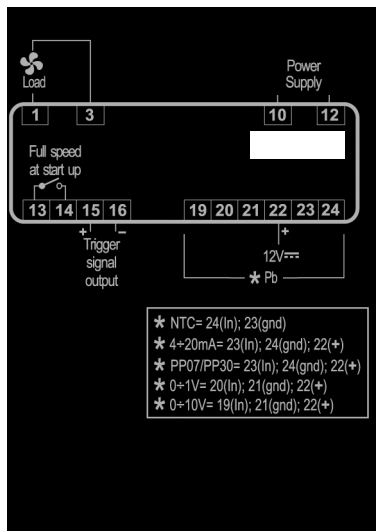 Load
Power
Supply
1 3 10 12
Full speed
at start up
13 14 15 16 19 20 21 22 23 24
+ − +
Trigger
signal
output
12V⎓
* Pb
* NTC= 24(In); 23(gnd)
* 4÷20mA= 23(In); 24(gnd); 22(+)
* PP07/PP30= 23(In); 24(gnd); 22(+)
* 0÷1V= 20(In); 21(gnd); 22(+)
* 0÷10V= 19(In); 21(gnd); 22(+)